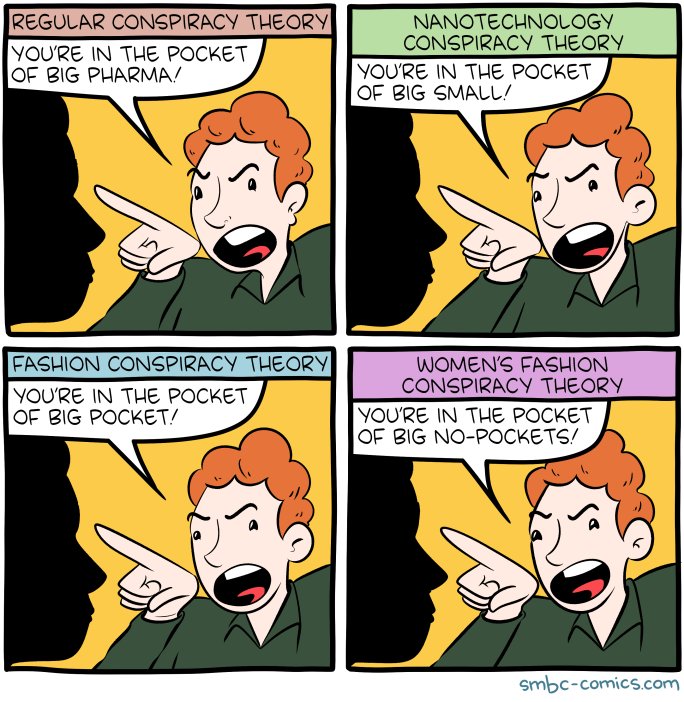 REGULAR CONSPIRACY THEORY
YOU'RE IN THE POCKET
OF BIG PHARMA!
NANOTECHNOLOGY
CONSPIRACY THEORY
YOU'RE IN THE POCKET
OF BIG SMALL!
FASHION CONSPIRACY THEORY
YOU'RE IN THE POCKET
OF BIG POCKET!
WOMEN'S FASHION
CONSPIRACY THEORY
YOU'RE IN THE POCKET
OF BIG NO-POCKETS!
smbc-comics.com